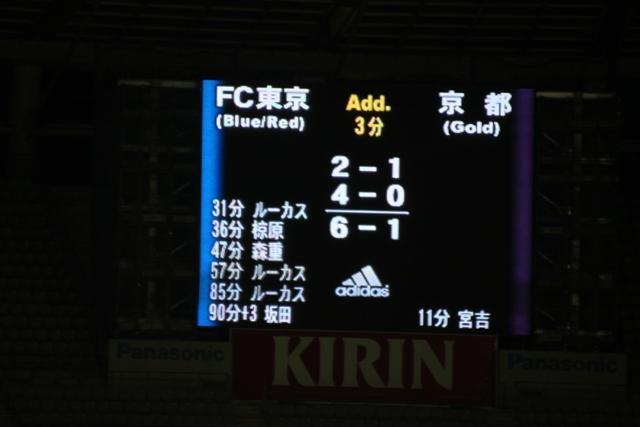 FC東京
(Blue/Red)
Add.
3分
京 都
(Gold)
2 - 1
4 - 0
6 - 1
31分 ルーカス
36分 椋原
47分 森重
57分 ルーカス
85分 ルーカス
90分+3 坂田
adidas
11分 宮吉
Panasonic
KIRIN
Panasonic